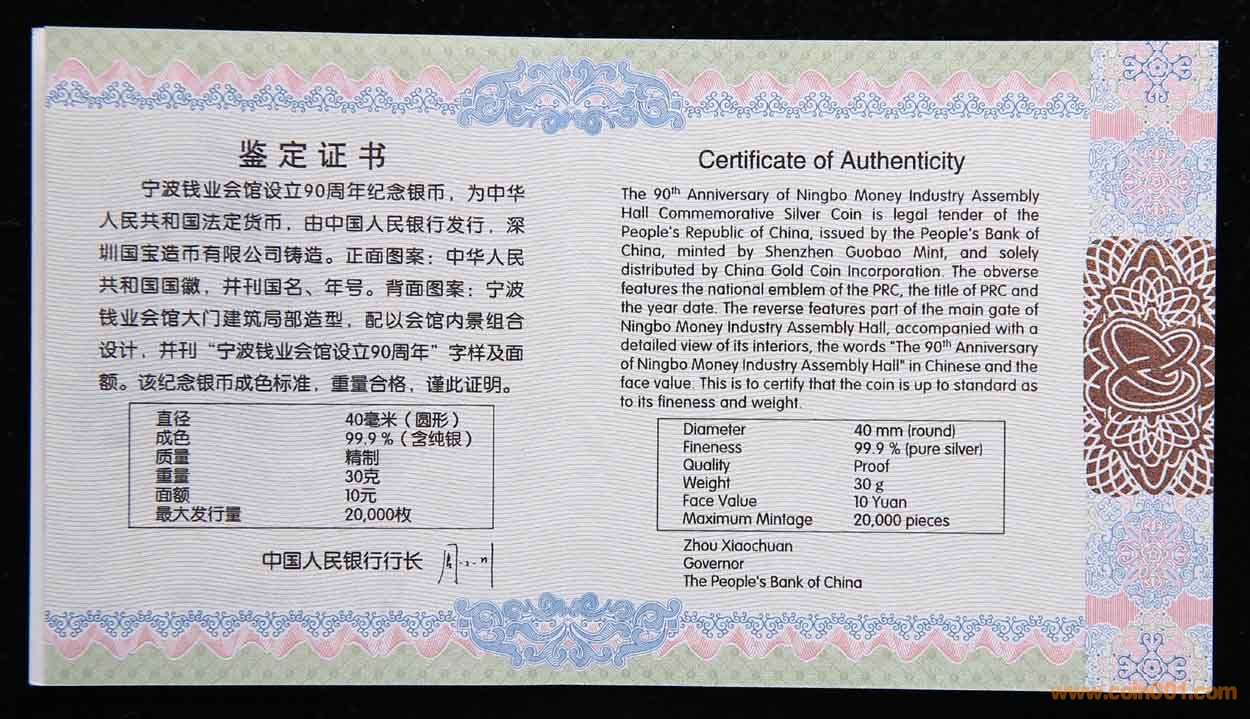 鉴定证书
宁波钱业会馆设立90周年纪念银币，为中华
人民共和国法定货币，由中国人民银行发行，深
圳国宝造币有限公司铸造。正面图案：中华人民
共和国国徽，并刊国名、年号。背面图案：宁波
钱业会馆大门建筑局部造型，配以会馆内景组合
设计，并刊“宁波钱业会馆设立90周年”字样及面
额。该纪念银币成色标准，重量合格，谨此证明。
直径 40毫米（圆形）
成色 99.9％（含纯银）
质量 精制
重量 30克
面额 10元
最大发行量 20,000枚
中国人民银行行长
Certificate of Authenticity
The 90th Anniversary of Ningbo Money Industry Assembly
Hall Commemorative Silver Coin is legal tender of the
People's Republic of China, issued by the People's Bank of
China, minted by Shenzhen Guobao Mint, and solely
distributed by China Gold Coin Incorporation. The obverse
features the national emblem of the PRC, the title of PRC and
the year date. The reverse features part of the main gate of
Ningbo Money Industry Assembly Hall, accompanied with a
detailed view of its interiors, the words "The 90th Anniversary
of Ningbo Money Industry Assembly Hall" in Chinese and the
face value. This is to certify that the coin is up to standard as
to its fineness and weight.
Diameter 40 mm (round)
Fineness 99.9 % (pure silver)
Quality Proof
Weight 30 g
Face Value 10 Yuan
Maximum Mintage 20,000 pieces
Zhou Xiaochuan
Governor
The People's Bank of China
www.coin001.com